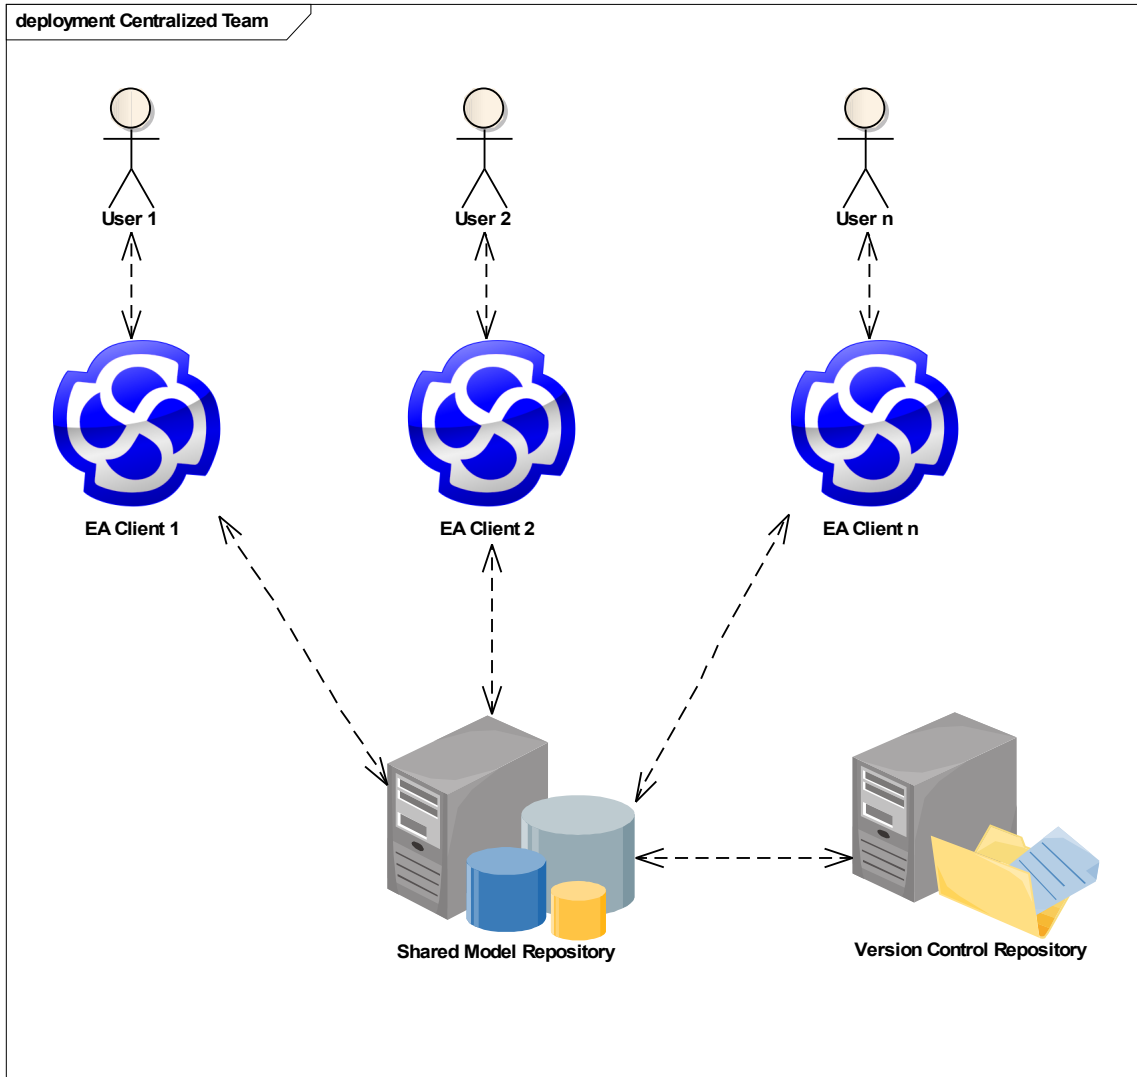 deployment Centralized Team
User 1
User 2
User n
EA Client 1
EA Client 2
EA Client n
Shared Model Repository
Version Control Repository